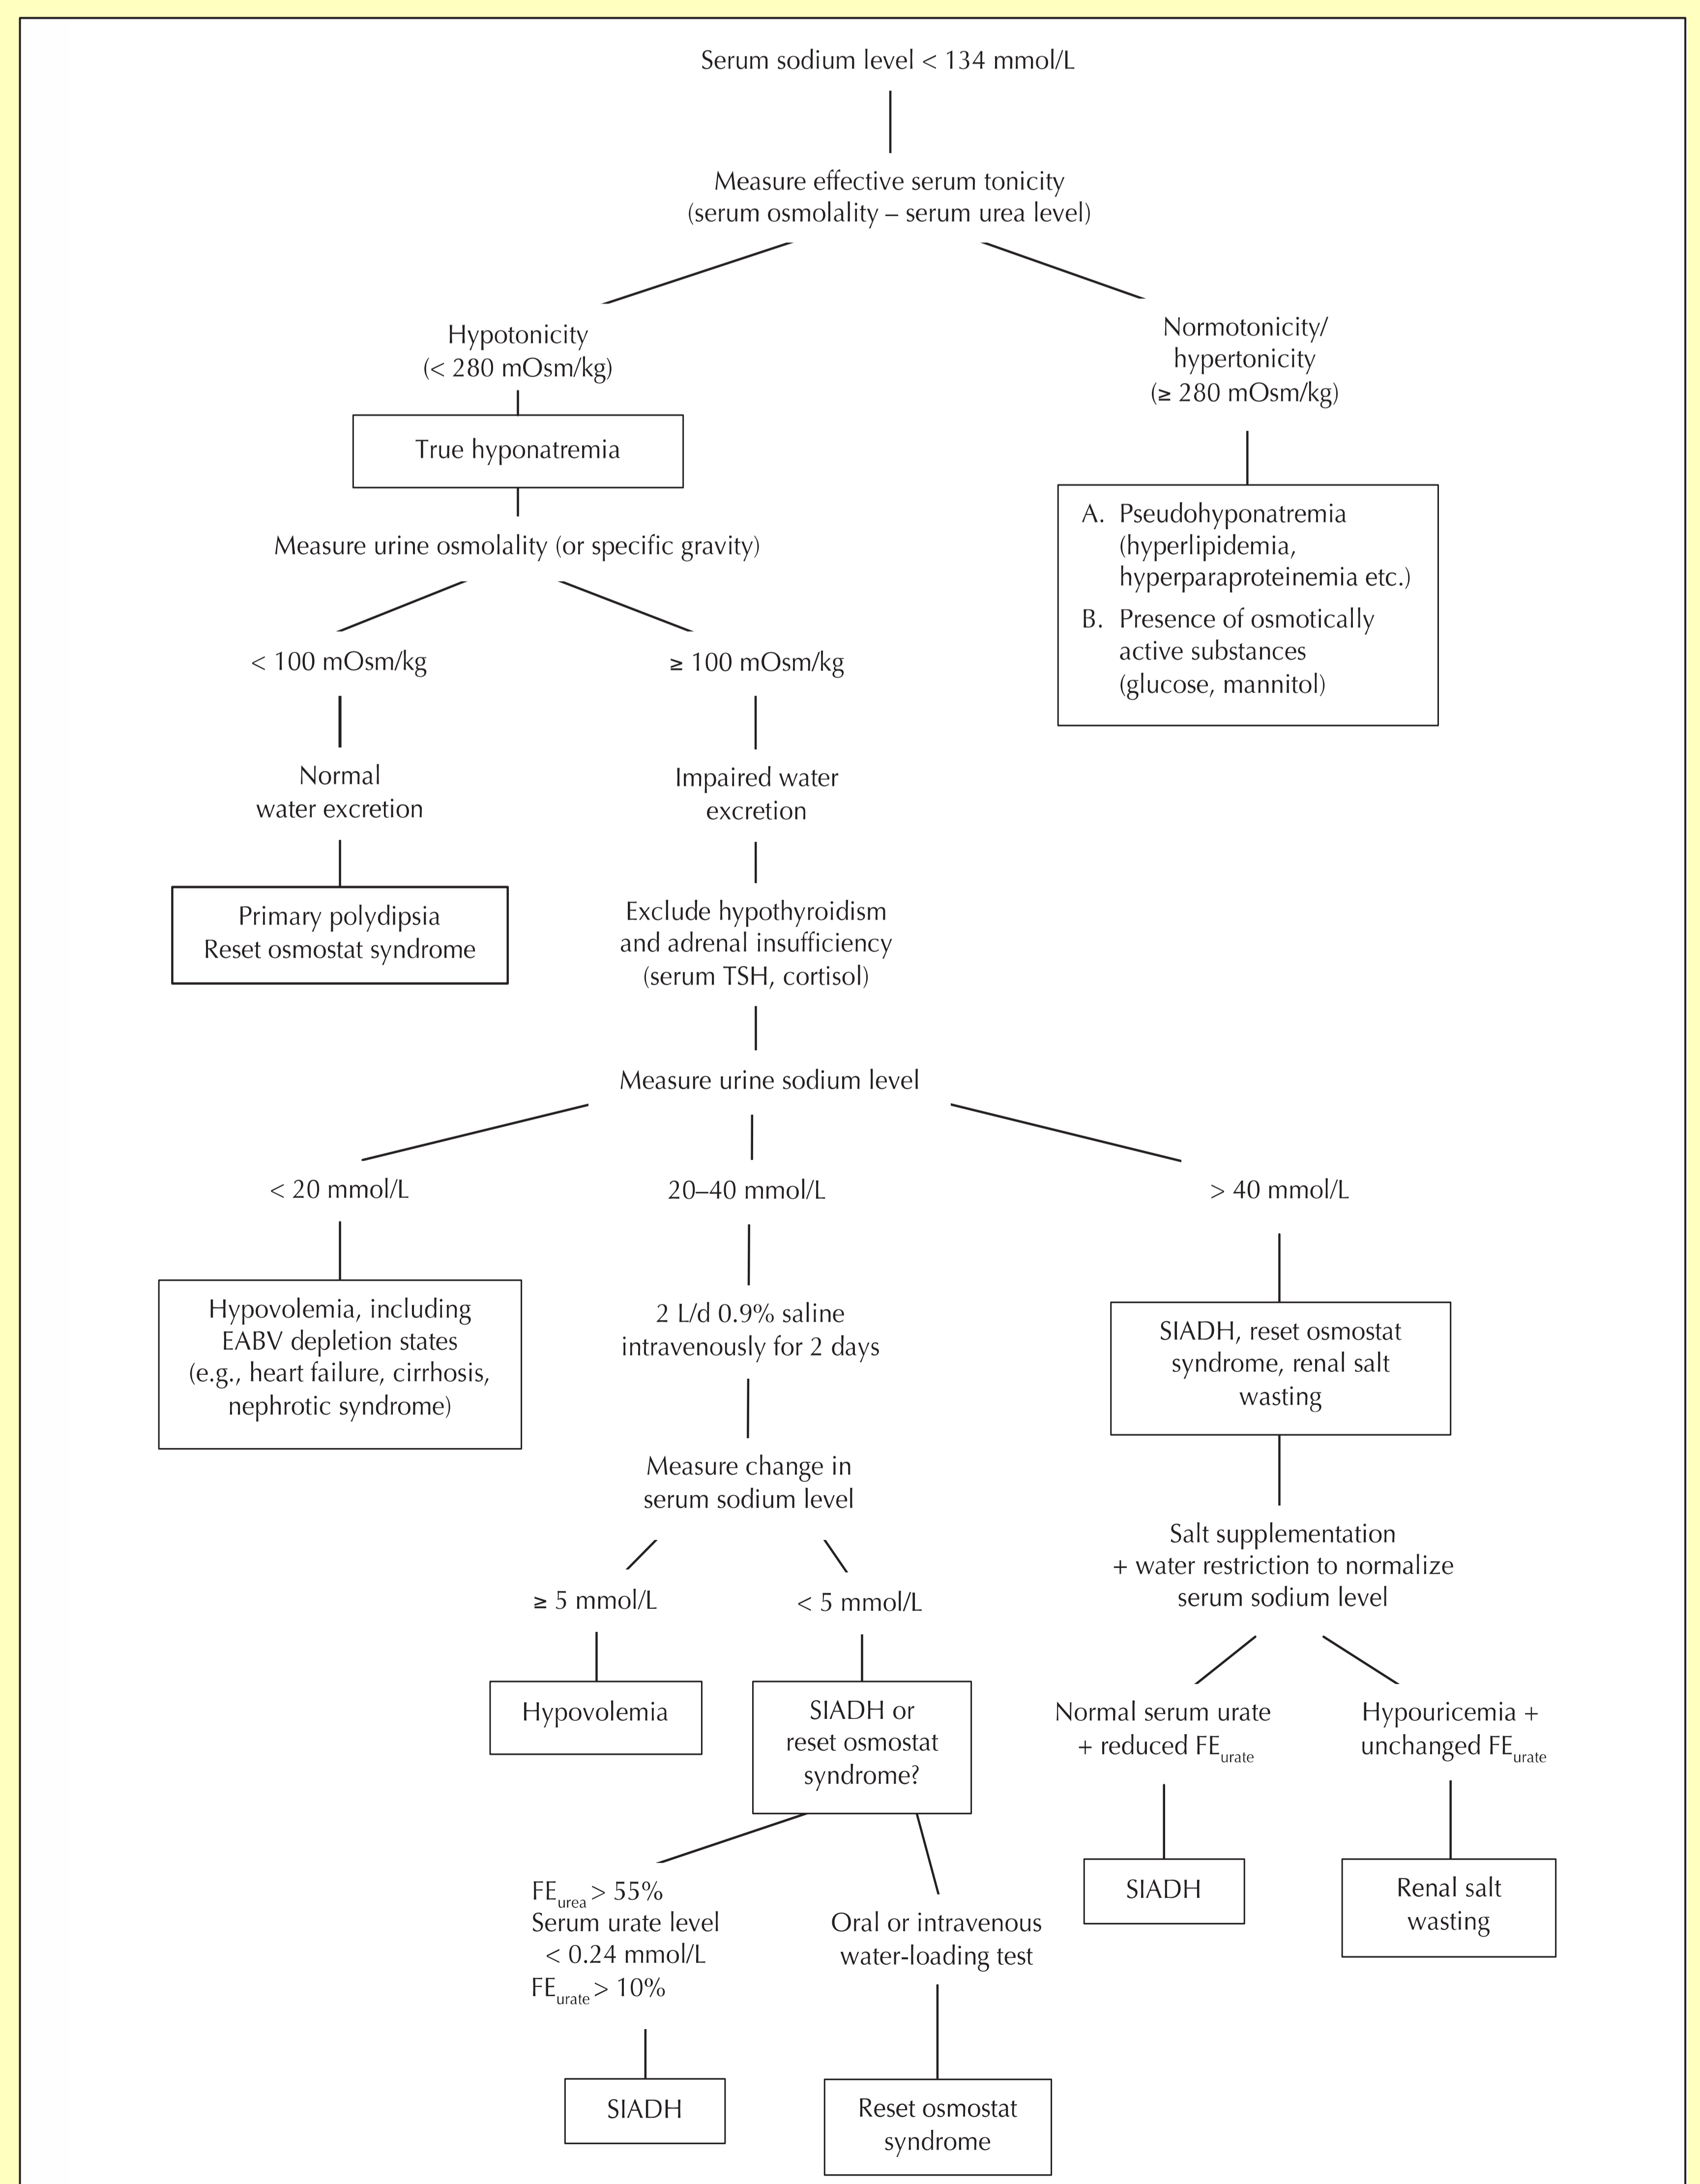 Serum sodium level < 134 mmol/L
Measure effective serum tonicity
(serum osmolality – serum urea level)
Hypotonicity
(< 280 mOsm/kg)
Normotonicity/
hypertonicity
(≥ 280 mOsm/kg)
True hyponatremia
A. Pseudohyponatremia
(hyperlipidemia,
hyperparaproteinemia etc.)
B. Presence of osmotically
active substances
(glucose, mannitol)
Measure urine osmolality (or specific gravity)
< 100 mOsm/kg
≥ 100 mOsm/kg
Normal
water excretion
Impaired water
excretion
Primary polydipsia
Reset osmostat syndrome
Exclude hypothyroidism
and adrenal insufficiency
(serum TSH, cortisol)
Measure urine sodium level
< 20 mmol/L
20–40 mmol/L
> 40 mmol/L
Hypovolemia, including
EABV depletion states
(e.g., heart failure, cirrhosis,
nephrotic syndrome)
2 L/d 0.9% saline
intravenously for 2 days
SIADH, reset osmostat
syndrome, renal salt
wasting
Measure change in
serum sodium level
Salt supplementation
+ water restriction to normalize
serum sodium level
≥ 5 mmol/L
< 5 mmol/L
Hypovolemia
SIADH or
reset osmostat
syndrome?
Normal serum urate
+ reduced FEurate
Hypouricemia +
unchanged FEurate
SIADH
Renal salt
wasting
FEurea > 55%
Serum urate level
< 0.24 mmol/L
FEurate > 10%
Oral or intravenous
water-loading test
SIADH
Reset osmostat
syndrome